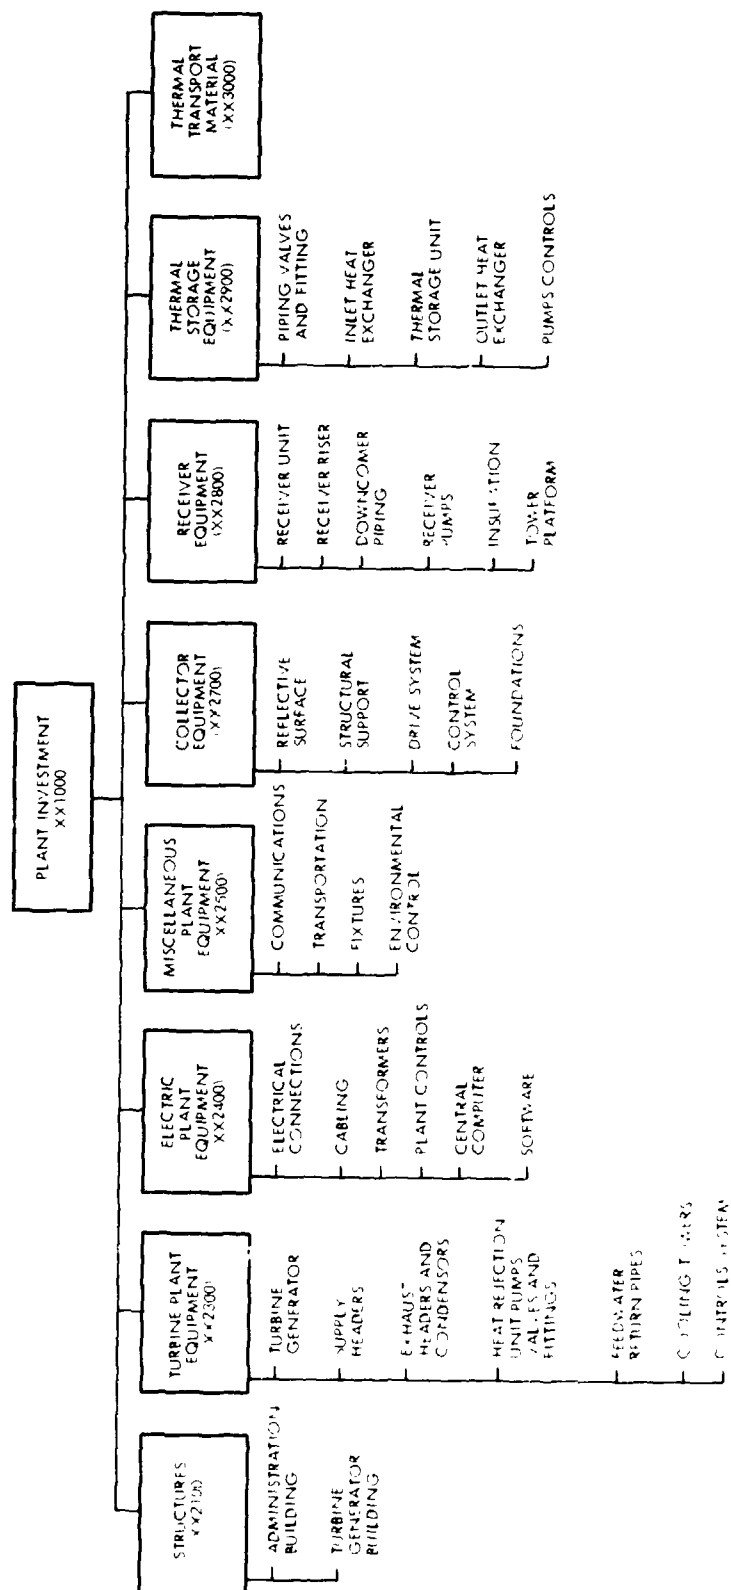 PLANT INVESTMENT
XX1000
STRUCTURES
XX2100
ADMINISTRATION
BUILDING
TURBINE
GENERATOR
BUILDING
TURBINE PLANT
EQUIPMENT
XX2300)
TURBINE
GENERATOR
SUPPLY
HEADERS
EXHAUST
HEADERS AND
CONDENSORS
HEAT REJECTION
UNIT PUMPS
VALVES AND
FITTINGS
FEEDWATER
RETURN PIPES
COOLING TOWERS
CONTROLS SYSTEM
ELECTRIC
PLANT
EQUIPMENT
XX2400)
ELECTRICAL
CONNECTIONS
CABLING
TRANSFORMERS
PLANT CONTROLS
CENTRAL
COMPUTER
SOFTWARE
MISCELLANEOUS
PLANT
EQUIPMENT
XX2500)
COMMUNICATIONS
TRANSPORTATION
FIXTURES
ENVIRONMENTAL
CONTROL
COLLECTOR
EQUIPMENT
(XX2700)
REFLECTIVE
SURFACE
STRUCTURAL
SUPPORT
DRIVE SYSTEM
CONTROL
SYSTEM
FOUNDATIONS
RECEIVER
EQUIPMENT
(XX2800)
RECEIVER UNIT
RECEIVER RISER
DOWNCOMER
PIPING
RECEIVER
PUMPS
INSULATION
TOWER
PLATFORM
THERMAL
STORAGE
EQUIPMENT
(XX2900)
PIPING VALVES
AND FITTING
INLET HEAT
EXCHANGER
THERMAL
STORAGE UNIT
OUTLET HEAT
EXCHANGER
PUMPS CONTROLS
THERMAL
TRANSPORT
MATERIAL
(XX3000)